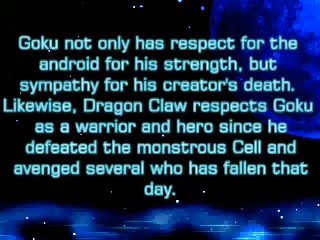 Goku not only has respect for the
android for his strength, but
sympathy for his creator's death.
Likewise, Dragon Claw respects Goku
as a warrior and hero since he
defeated the monstrous Cell and
avenged several who has fallen that
day.